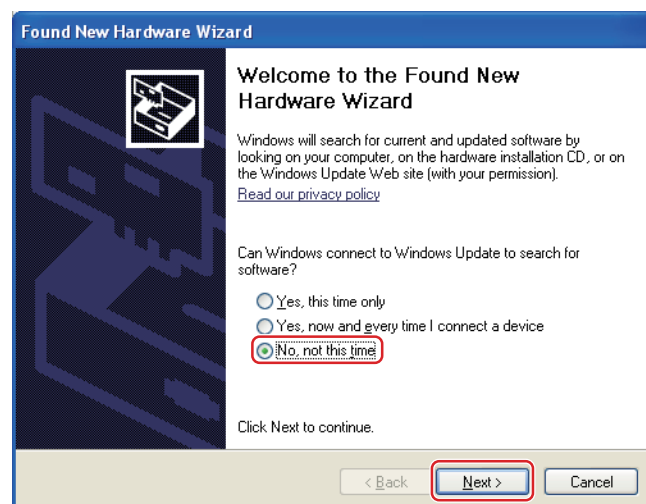 Found New Hardware Wizard
Welcome to the Found New
Hardware Wizard
Windows will search for current and updated software by
looking on your computer, on the hardware installation CD, or on
the Windows Update Web site (with your permission).
Read our privacy policy
Can Windows connect to Windows Update to search for
software?
Yes, this time only
Yes, now and every time I connect a device
No, not this time
Click Next to continue.
< Back
Next >
Cancel